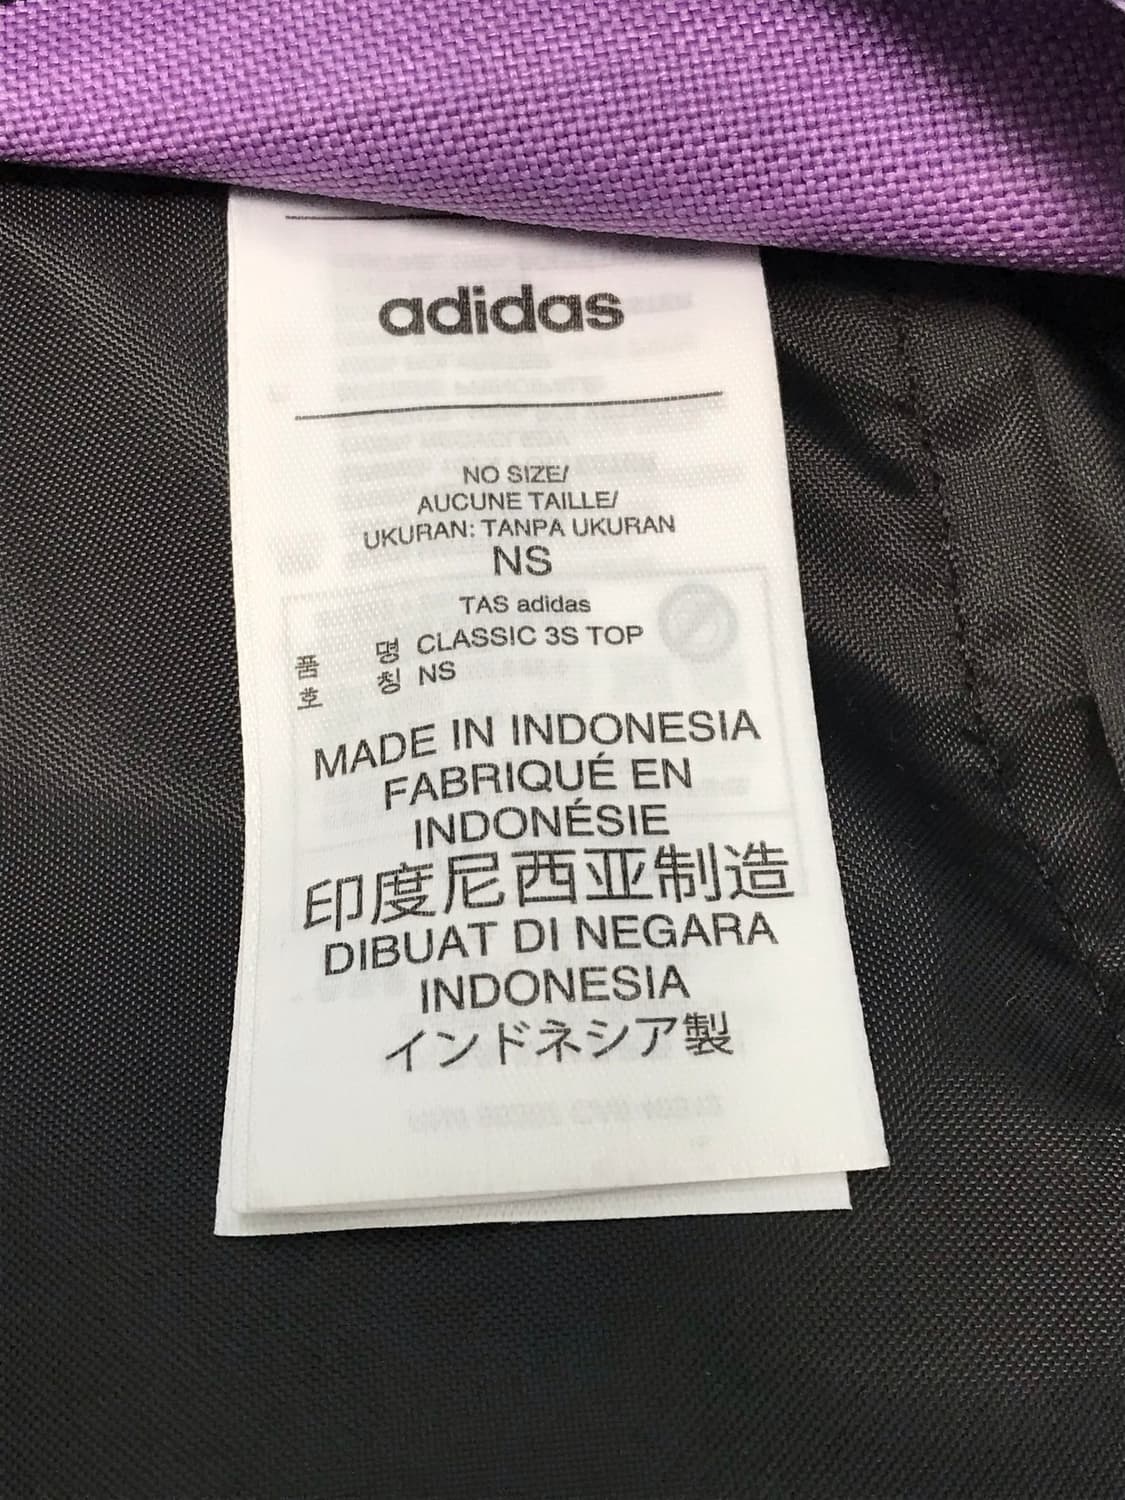 adidas
NO SIZE/
AUCUNE TAILLE/
UKURAN: TANPA UKURAN
NS
TAS adidas
품 명 CLASSIC 3S TOP
호 칭 NS
MADE IN INDONESIA
FABRIQUÉ EN
INDONÉSIE
印度尼西亚制造
DIBUAT DI NEGARA
INDONESIA
インドネシア製